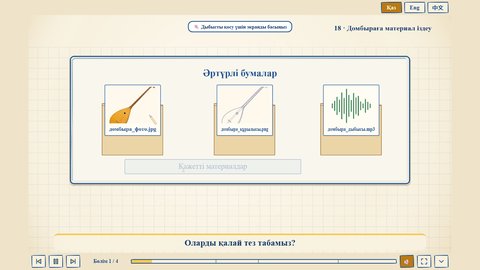 Қаз Eng 中文
Дыбысты қосу үшін экранды басыңыз
18 · Домбыраға материал іздеу
Әртүрлі бумалар
домбыра_фото.jpg
домбыра_құрылысы.png
домбыра_дыбысы.mp3
Қажетті материалдар
Оларды қалай тез табамыз?
Бөлім 1 / 4